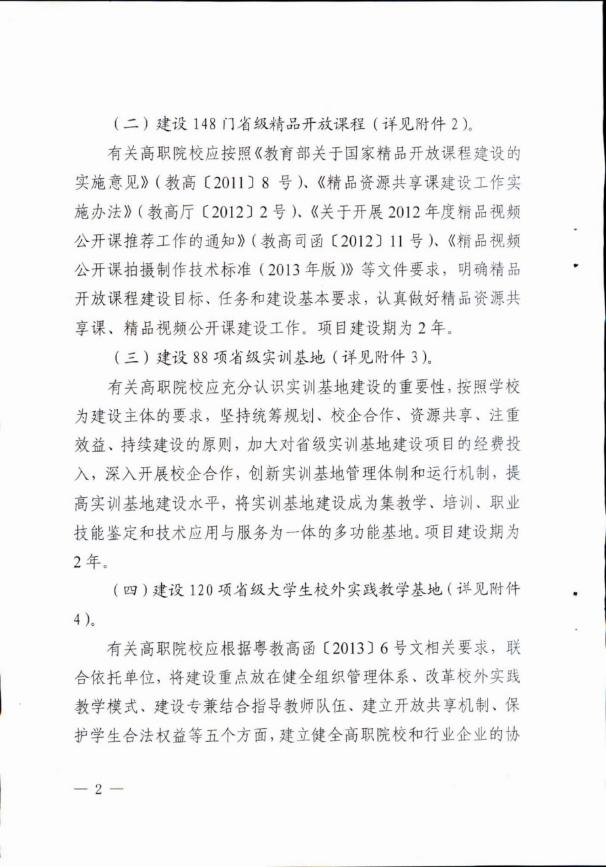 （二）建设 148 门省级精品开放课程（详见附件 2）。
有关高职院校应按照《教育部关于国家精品开放课程建设的
实施意见》（教高〔2011〕8 号）、《精品资源共享课建设工作实
施办法》（教高厅〔2012〕2 号）、《关于开展 2012 年度精品视频
公开课推荐工作的通知》（教高司函〔2012〕11 号）、《精品视频
公开课拍摄制作技术标准（2013 年版）》等文件要求，明确精品
开放课程建设目标、任务和建设基本要求，认真做好精品资源共
享课、精品视频公开课建设工作。项目建设期为 2 年。
（三）建设 88 项省级实训基地（详见附件 3）。
有关高职院校应充分认识实训基地建设的重要性，按照学校
为建设主体的要求，坚持统筹规划、校企合作、资源共享、注重
效益、持续建设的原则，加大对省级实训基地建设项目的经费投
入，深入开展校企合作，创新实训基地管理体制和运行机制，提
高实训基地建设水平，将实训基地建设成为集教学、培训、职业
技能鉴定和技术应用与服务为一体的多功能基地。项目建设期为
2 年。
（四）建设 120 项省级大学生校外实践教学基地（详见附件
4）。
有关高职院校应根据粤教高函〔2013〕6 号文相关要求，联
合依托单位，将建设重点放在健全组织管理体系、改革校外实践
教学模式、建设专兼结合指导教师队伍、建立开放共享机制、保
护学生合法权益等五个方面，建立健全高职院校和行业企业的协
— 2 —